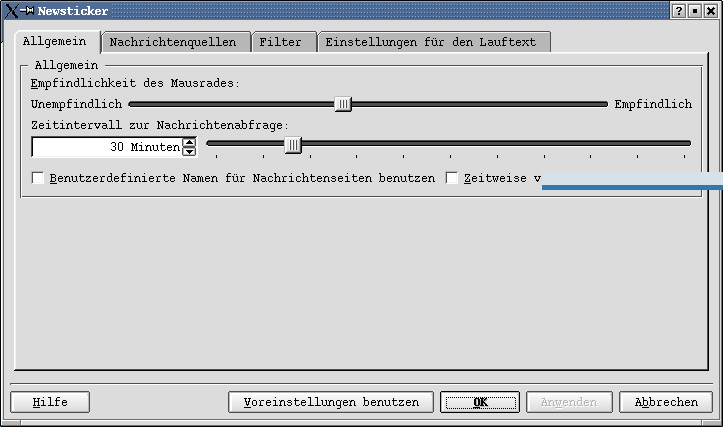 Newsticker
Allgemein Nachrichtenquellen Filter Einstellungen für den Lauftext
Allgemein
Empfindlichkeit des Mausrades:
Unempfindlich Empfindlich
Zeitintervall zur Nachrichtenabfrage:
30 Minuten
Benutzerdefinierte Namen für Nachrichtenseiten benutzen Zeitweise
Hilfe Voreinstellungen benutzen OK Anwenden Abbrechen